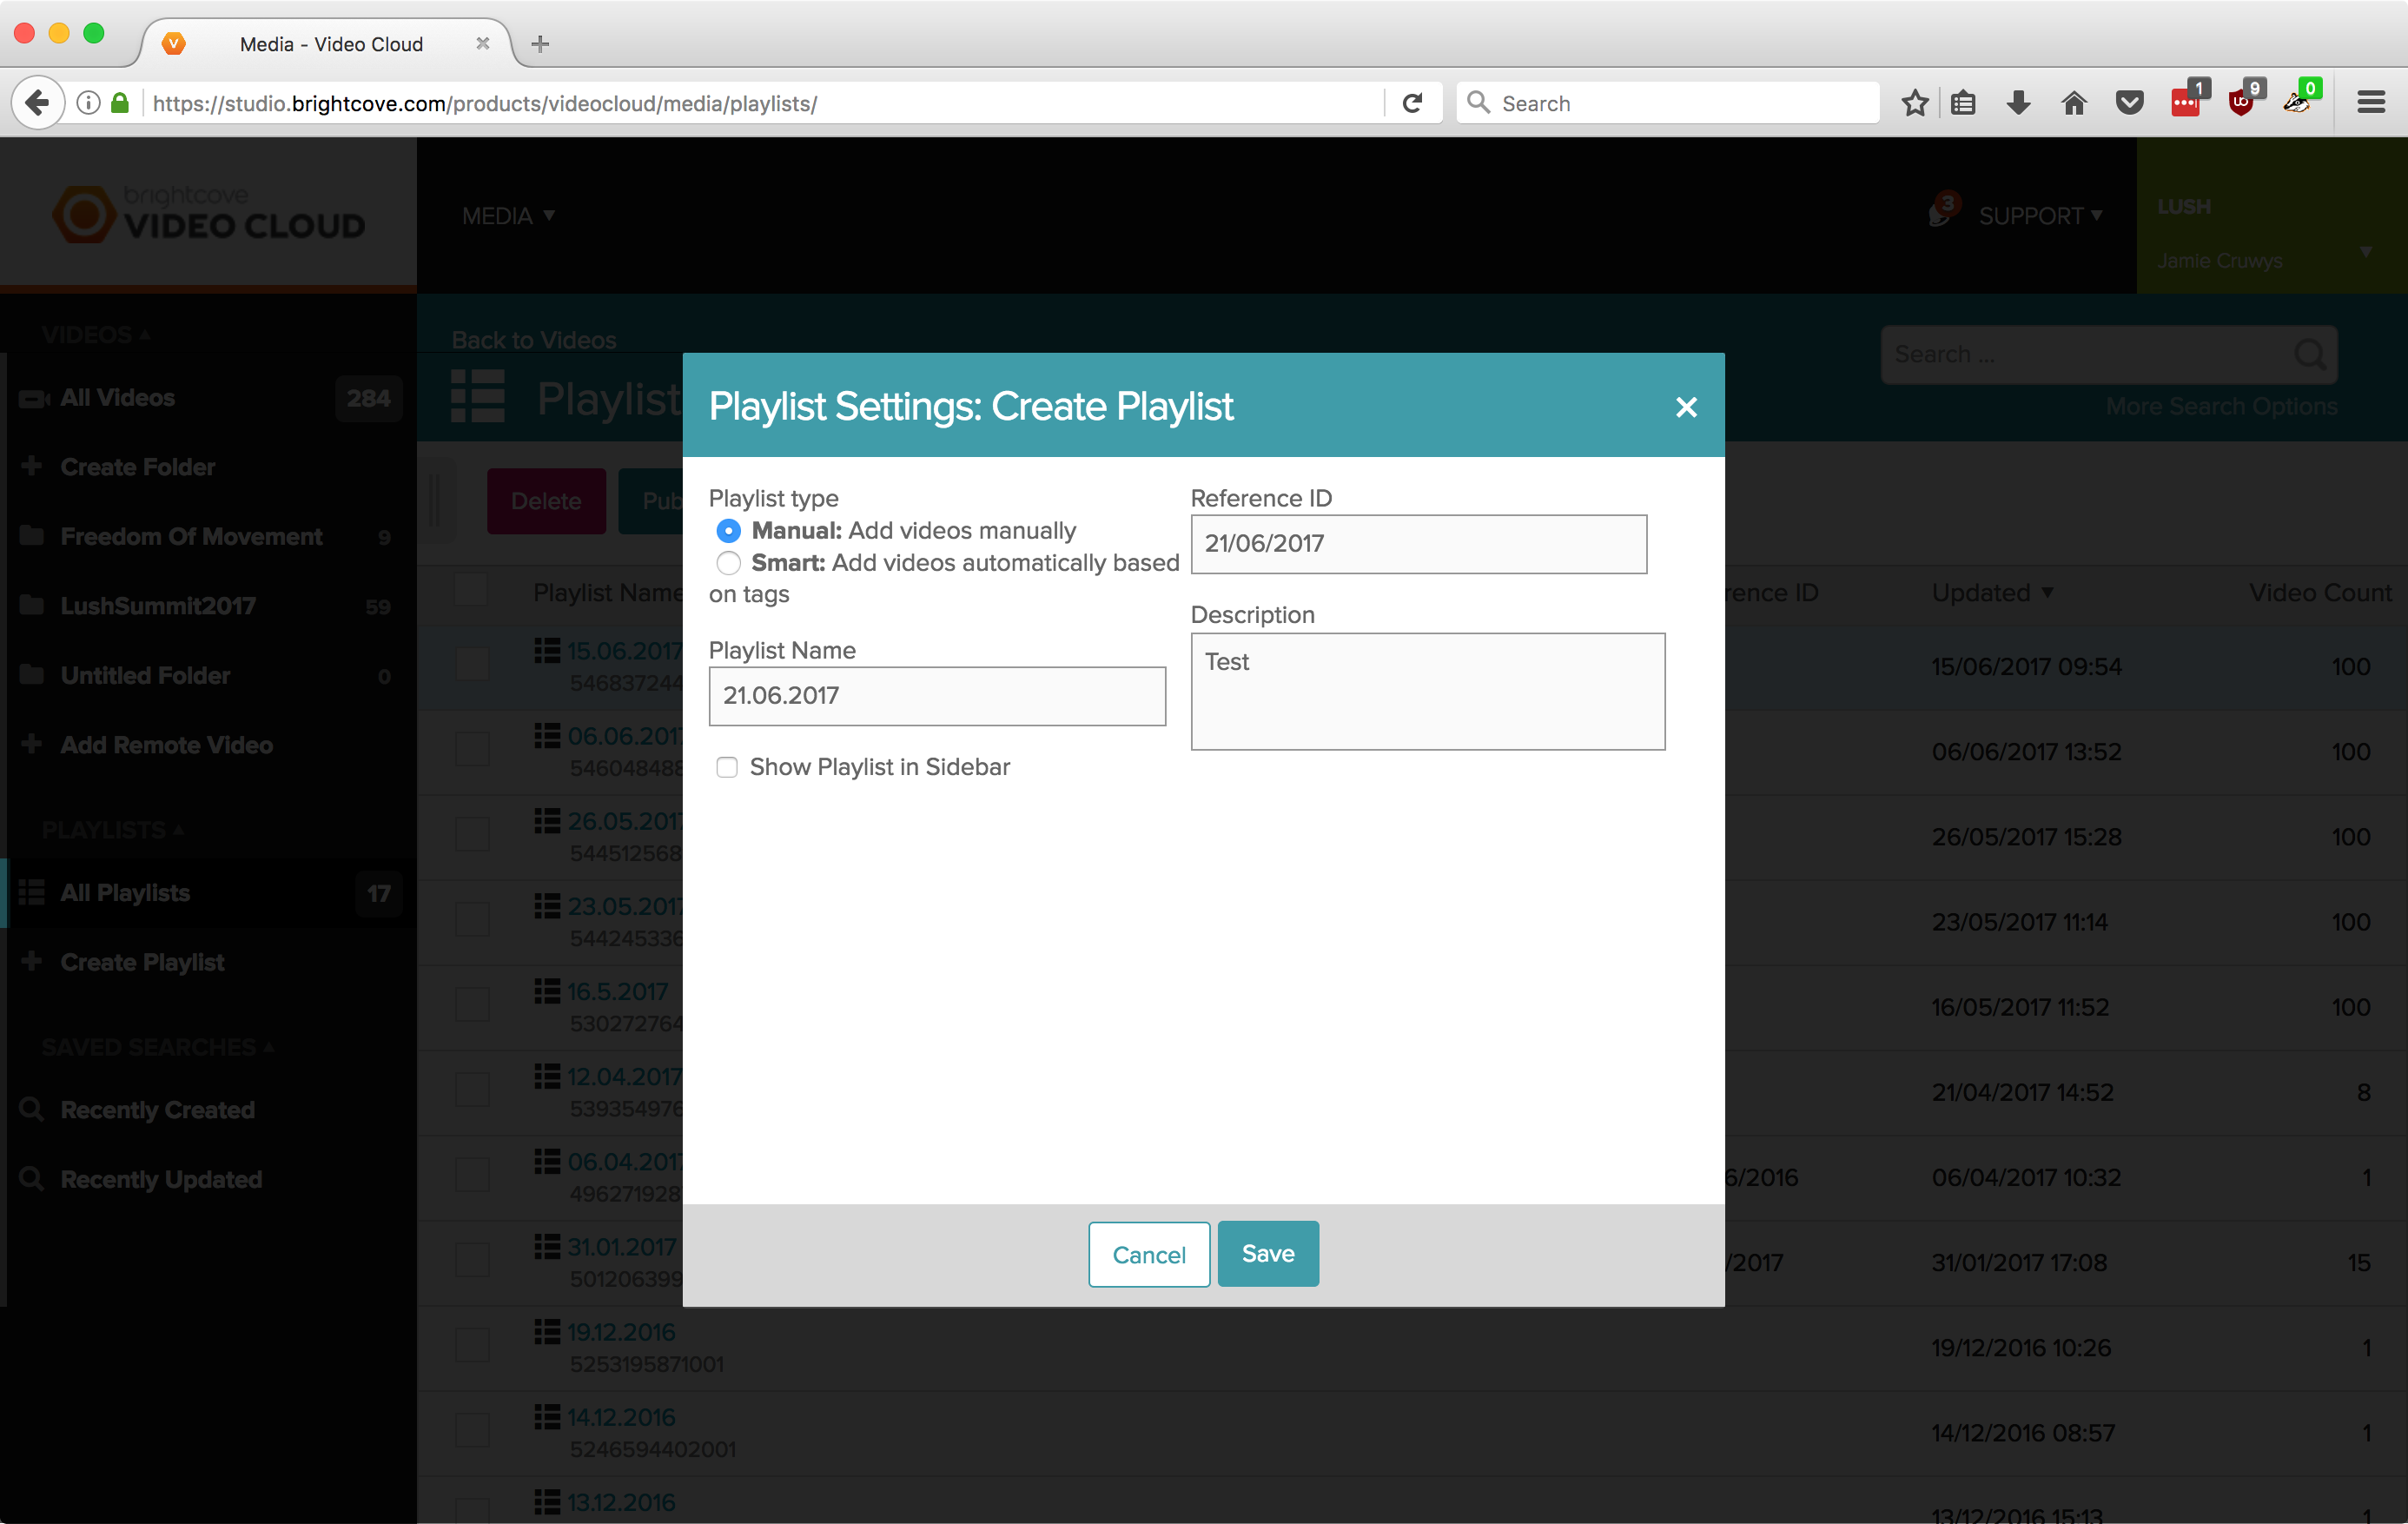 Media - Video Cloud
https://studio.brightcove.com/products/videocloud/media/playlists/
Search
1
9
0
brightcove
VIDEO CLOUD
MEDIA
3
SUPPORT
LUSH
Jamie Cruwys
VIDEOS
All Videos 284
Create Folder
Freedom Of Movement 9
LushSummit2017 59
Untitled Folder 0
Add Remote Video
PLAYLISTS
All Playlists 17
Create Playlist
SAVED SEARCHES
Recently Created
Recently Updated
Back to Videos
Playlist
Search ...
More Search Options
Delete
Pub
Playlist Name
rence ID
Updated
Video Count
15.06.2017
546837244
15/06/2017 09:54
100
06.06.2017
546048488
06/06/2017 13:52
100
26.05.2017
544512568
26/05/2017 15:28
100
23.05.2017
544245336
23/05/2017 11:14
100
16.5.2017
530272764
16/05/2017 11:52
100
12.04.2017
539354976
21/04/2017 14:52
8
06.04.2017
496271928
6/2016
06/04/2017 10:32
1
31.01.2017
501206399
/2017
31/01/2017 17:08
15
19.12.2016
5253195871001
19/12/2016 10:26
1
14.12.2016
5246594402001
14/12/2016 08:57
1
13.12.2016
13/12/2016 15:13
1
Playlist Settings: Create Playlist
Playlist type
Manual: Add videos manually
Smart: Add videos automatically based
on tags
Playlist Name
21.06.2017
Show Playlist in Sidebar
Reference ID
21/06/2017
Description
Test
Cancel
Save